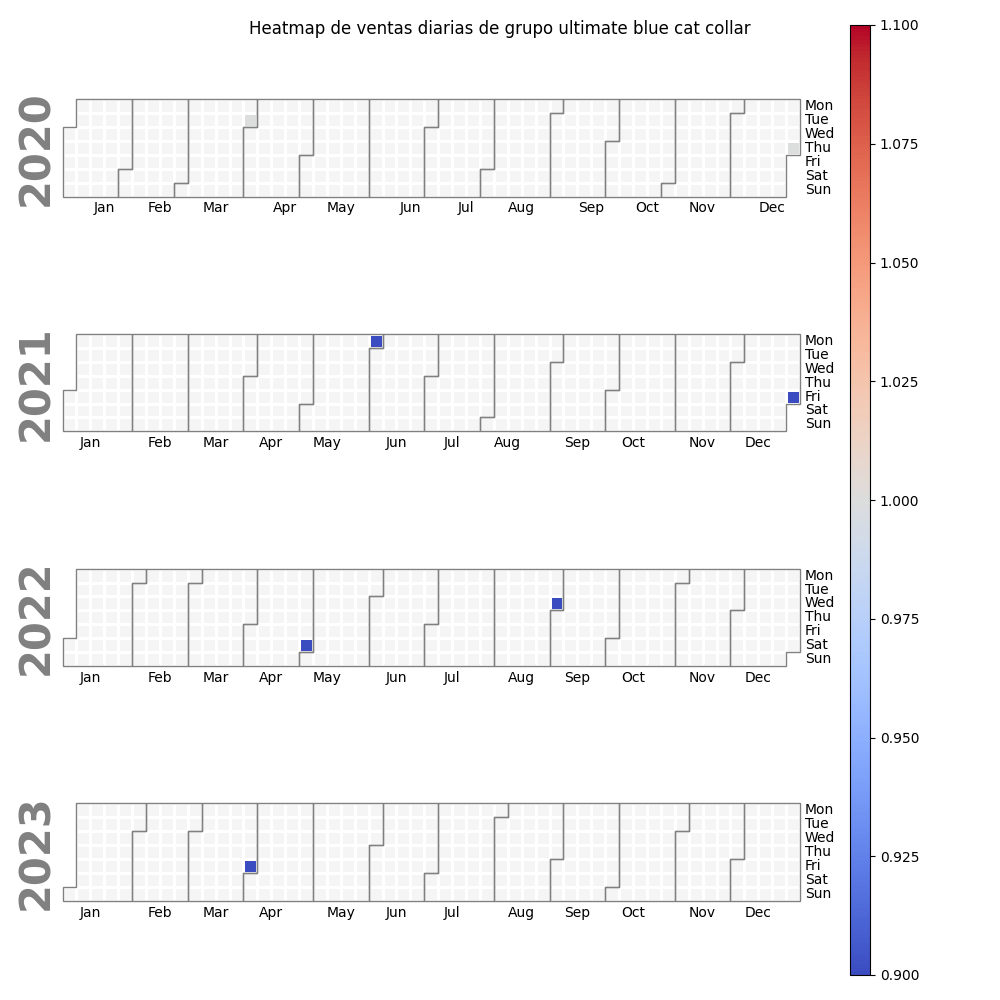 Heatmap de ventas diarias de grupo ultimate blue cat collar
2020
Mon
Tue
Wed
Thu
Fri
Sat
Sun
Jan Feb Mar Apr May Jun Jul Aug Sep Oct Nov Dec
2021
Mon
Tue
Wed
Thu
Fri
Sat
Sun
Jan Feb Mar Apr May Jun Jul Aug Sep Oct Nov Dec
2022
Mon
Tue
Wed
Thu
Fri
Sat
Sun
Jan Feb Mar Apr May Jun Jul Aug Sep Oct Nov Dec
2023
Mon
Tue
Wed
Thu
Fri
Sat
Sun
Jan Feb Mar Apr May Jun Jul Aug Sep Oct Nov Dec
1.100
1.075
1.050
1.025
1.000
0.975
0.950
0.925
0.900